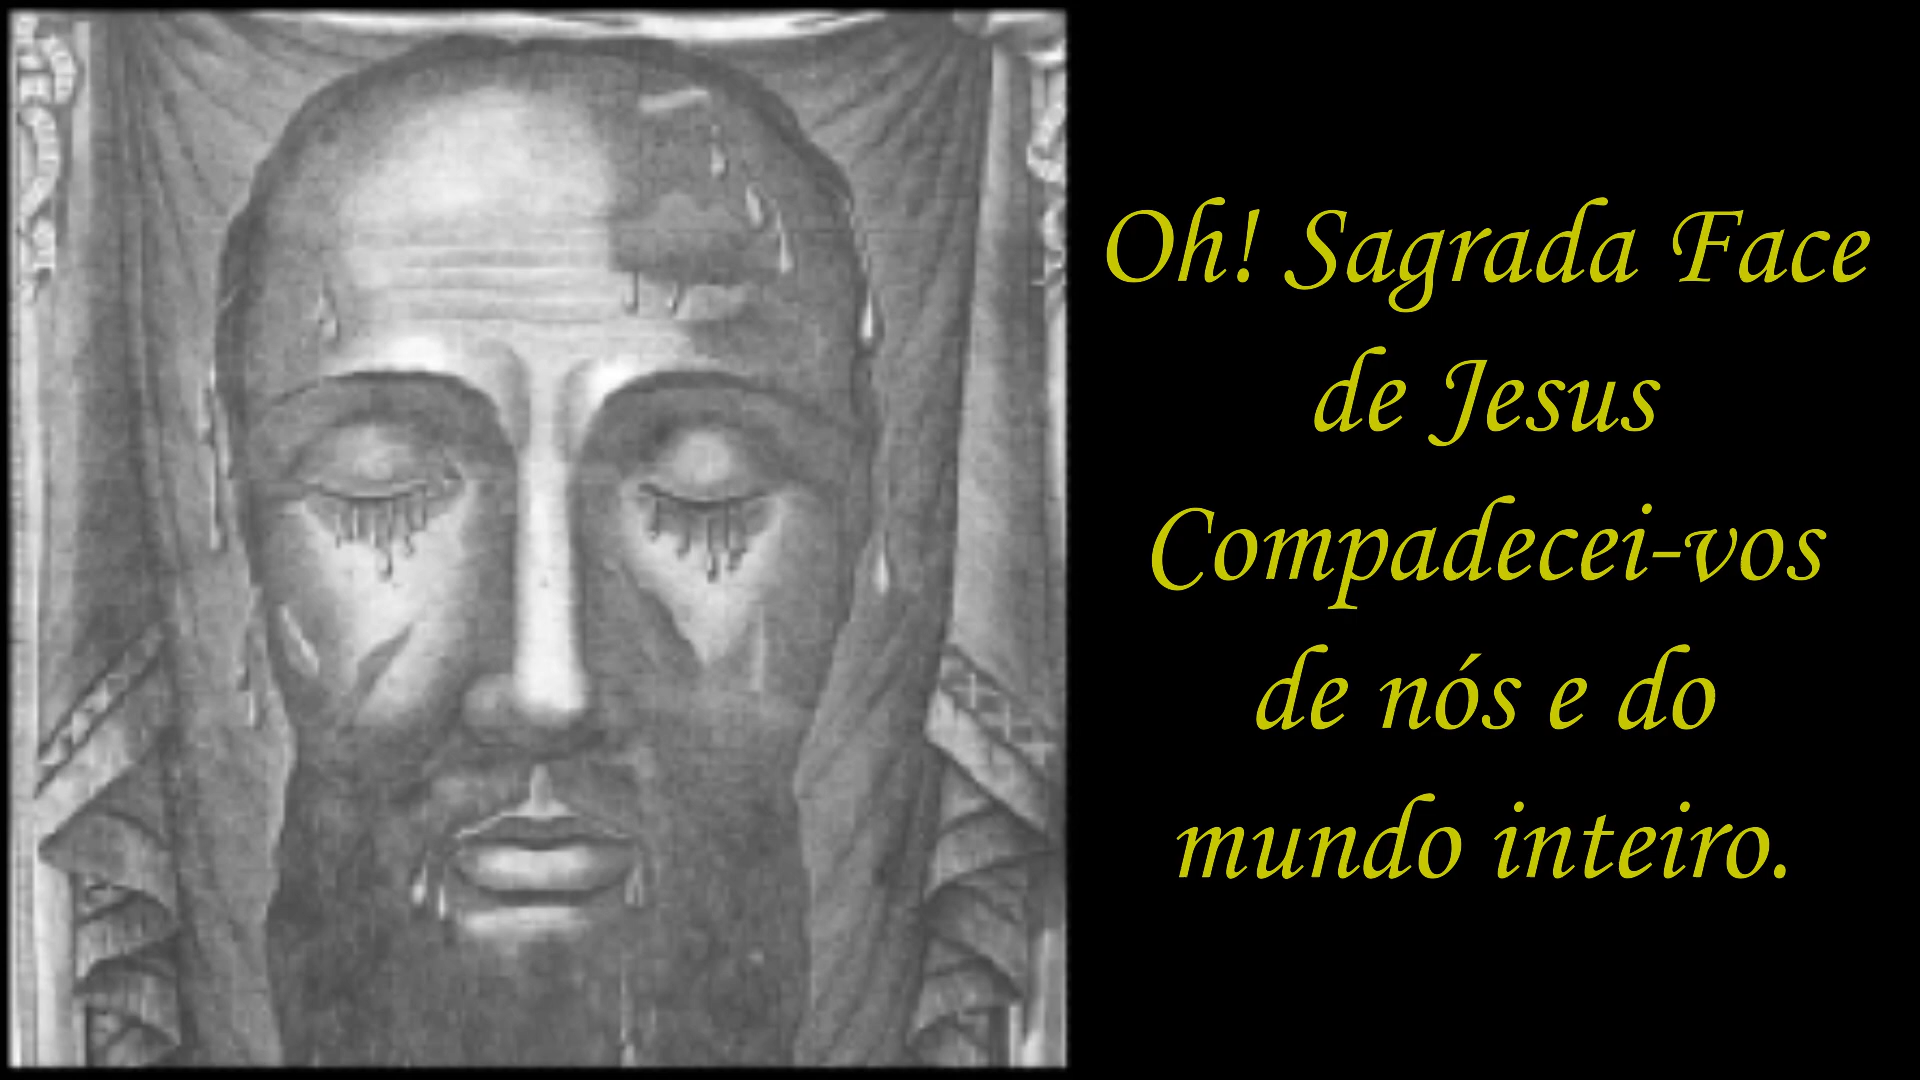 Oh! Sagrada Face
de Jesus
Compadecei-vos
de nós e do
mundo inteiro.